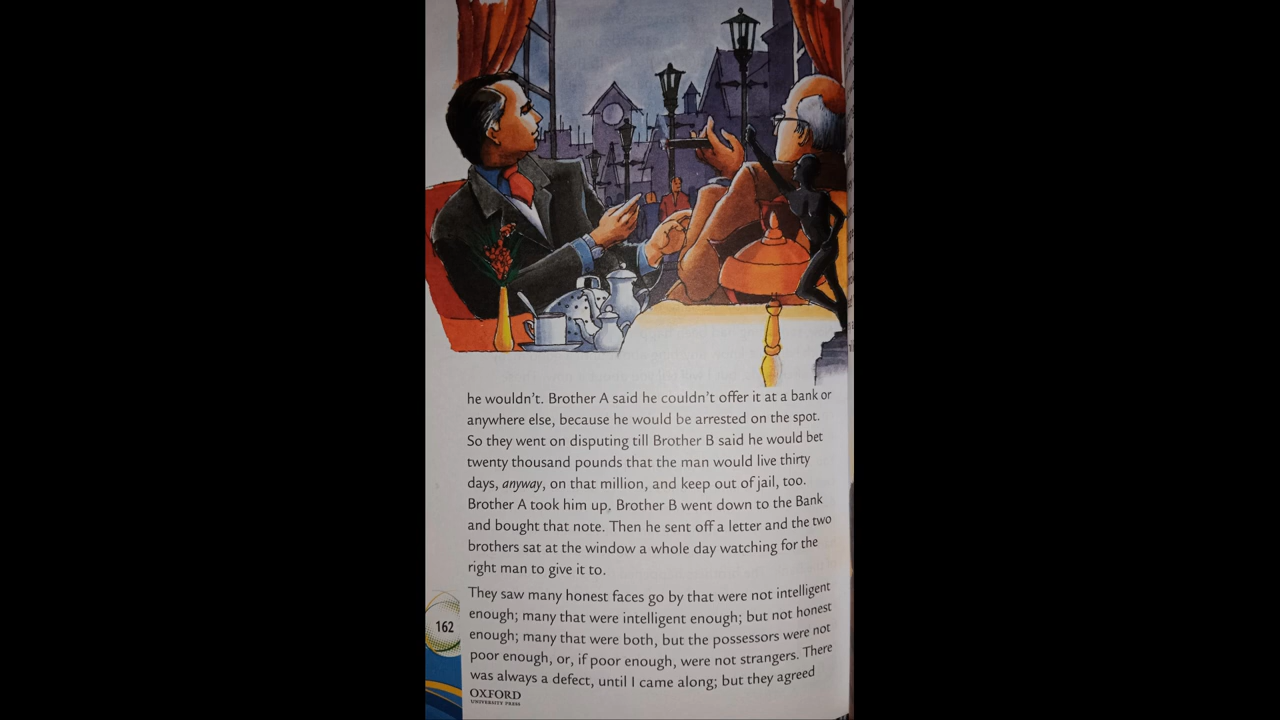 he wouldn't. Brother A said he couldn't offer it at a bank or
anywhere else, because he would be arrested on the spot.
So they went on disputing till Brother B said he would bet
twenty thousand pounds that the man would live thirty
days, anyway, on that million, and keep out of jail, too.
Brother A took him up. Brother B went down to the Bank
and bought that note. Then he sent off a letter and the two
brothers sat at the window a whole day watching for the
right man to give it to.
They saw many honest faces go by that were not intelligent
enough; many that were intelligent enough; but not honest
enough; many that were both, but the possessors were not
poor enough, or, if poor enough, were not strangers. There
was always a defect, until I came along; but they agreed
162
OXFORD
UNIVERSITY PRESS